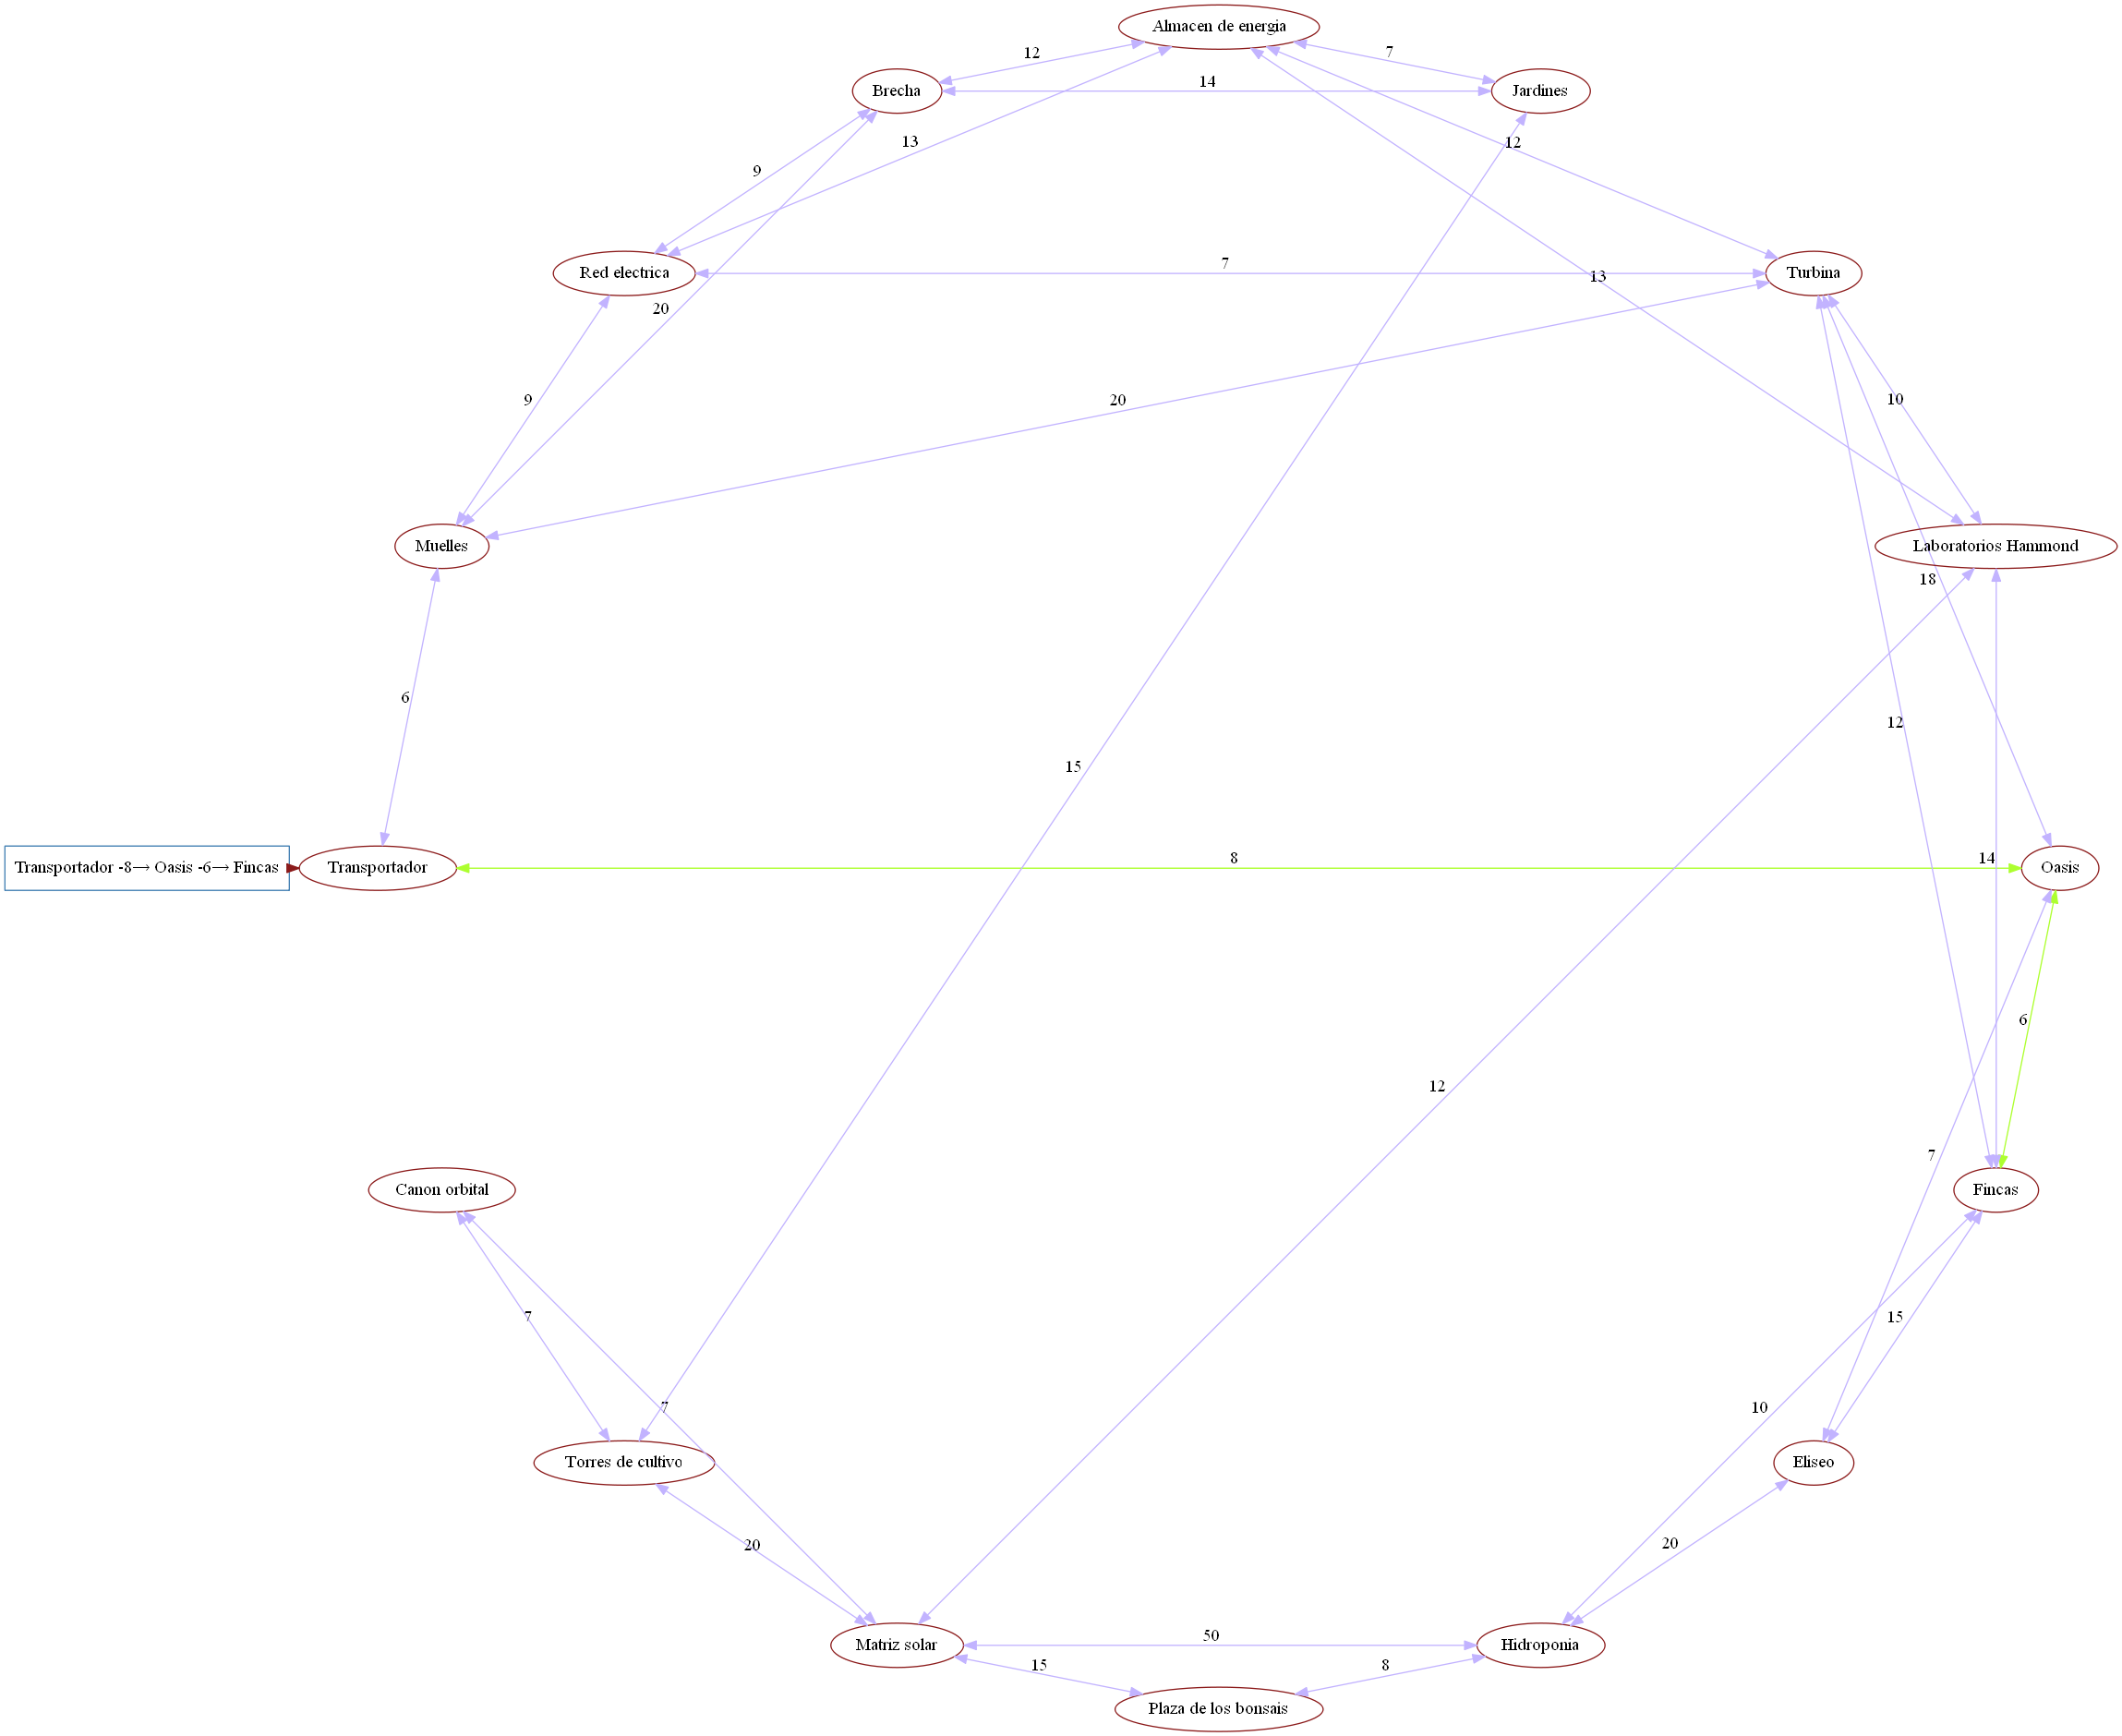 Almacen de energia
12
7
Brecha
14
Jardines
13
12
9
Red electrica
7
Turbina
13
20
9
20
10
Muelles
Laboratorios Hammond
18
6
12
15
Transportador -8→ Oasis -6→ Fincas
Transportador
8
14
Oasis
6
12
7
Canon orbital
Fincas
7
15
7
10
Torres de cultivo
Eliseo
20
20
Matriz solar
50
Hidroponia
15
8
Plaza de los bonsais